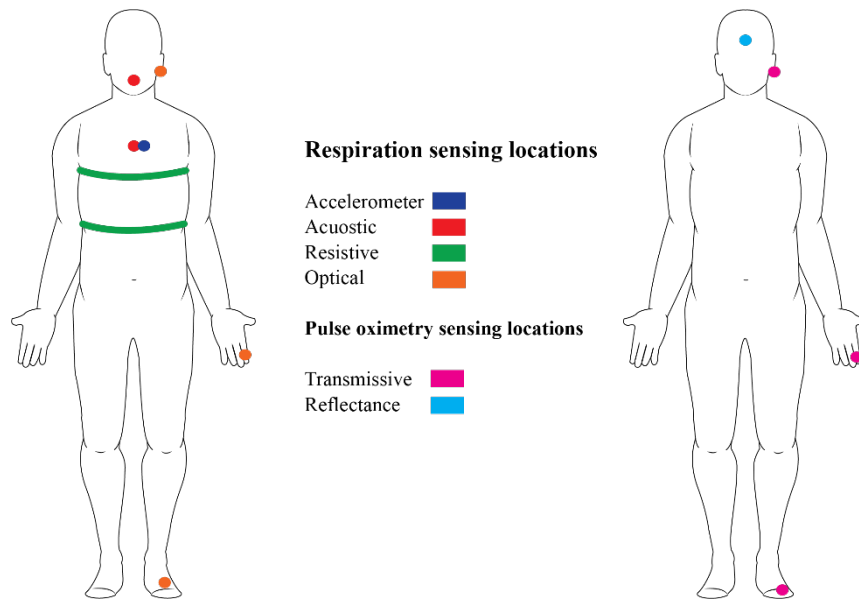 Respiration sensing locations
Accelerometer
Acuostic
Resistive
Optical
Pulse oximetry sensing locations
Transmissive
Reflectance